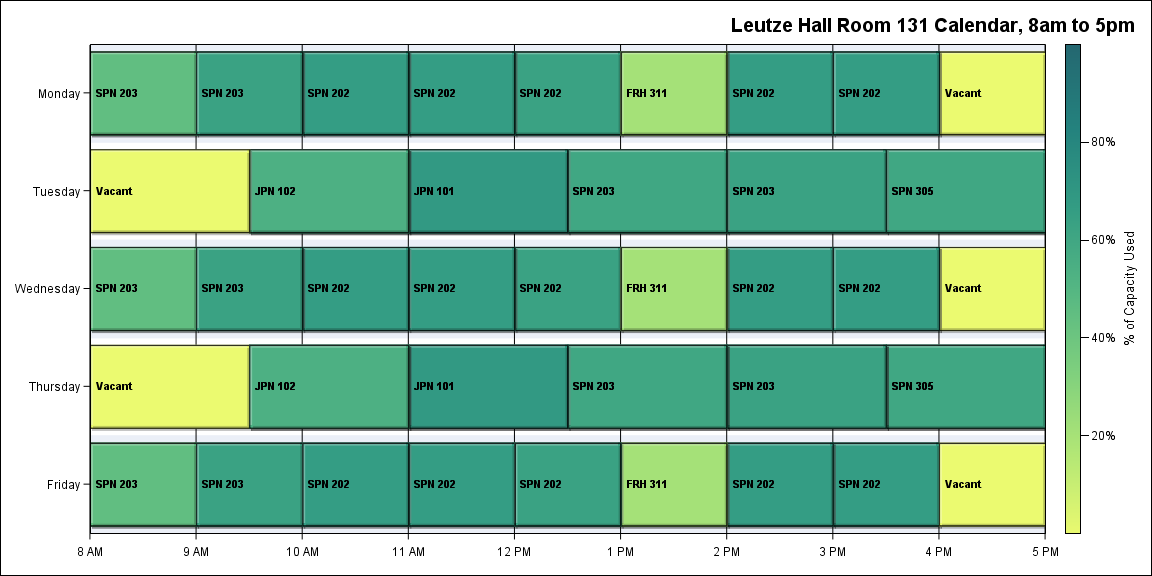 Leutze Hall Room 131 Calendar, 8am to 5pm
Monday
SPN 203
SPN 203
SPN 202
SPN 202
SPN 202
FRH 311
SPN 202
SPN 202
Vacant
Tuesday
Vacant
JPN 102
JPN 101
SPN 203
SPN 203
SPN 305
Wednesday
SPN 203
SPN 203
SPN 202
SPN 202
SPN 202
FRH 311
SPN 202
SPN 202
Vacant
Thursday
Vacant
JPN 102
JPN 101
SPN 203
SPN 203
SPN 305
Friday
SPN 203
SPN 203
SPN 202
SPN 202
SPN 202
FRH 311
SPN 202
SPN 202
Vacant
8 AM
9 AM
10 AM
11 AM
12 PM
1 PM
2 PM
3 PM
4 PM
5 PM
80%
60%
40%
20%
% of Capacity Used